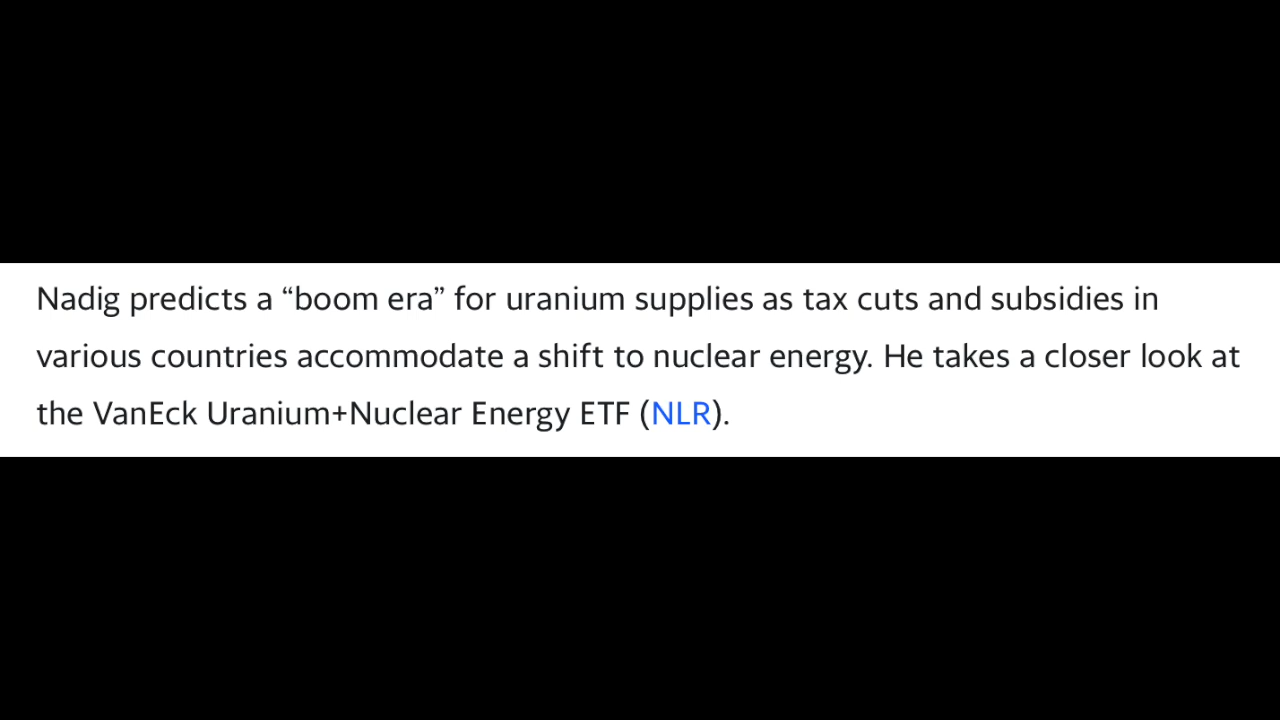 Nadig predicts a “boom era” for uranium supplies as tax cuts and subsidies in
various countries accommodate a shift to nuclear energy. He takes a closer look at
the VanEck Uranium+Nuclear Energy ETF (NLR).